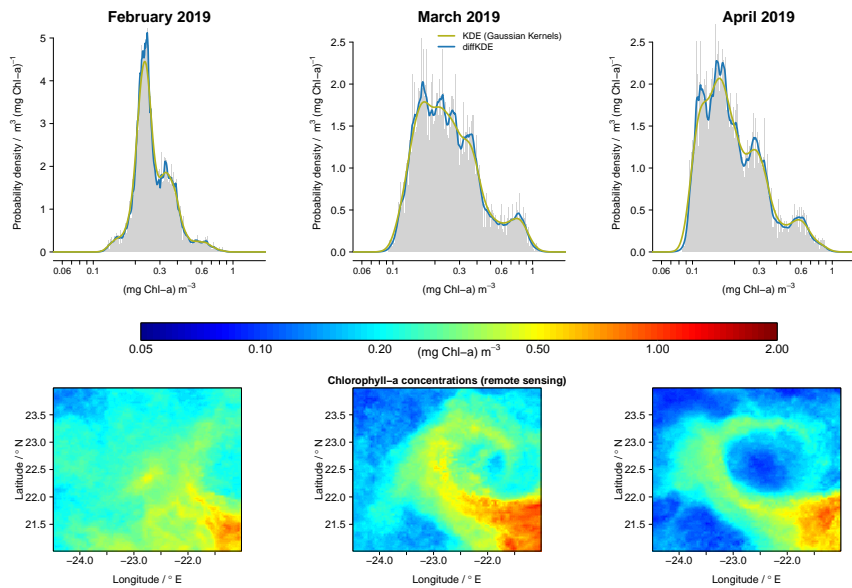 February 2019
March 2019
April 2019
KDE (Gaussian Kernels)
diffKDE
Probability density / m³ (mg Chl−a)⁻¹
5
4
3
2
1
0
0.06 0.1 0.3 0.6 1
(mg Chl−a) m⁻³
Probability density / m³ (mg Chl−a)⁻¹
2.5
2.0
1.5
1.0
0.5
0.0
0.06 0.1 0.3 0.6 1
(mg Chl−a) m⁻³
Probability density / m³ (mg Chl−a)⁻¹
2.5
2.0
1.5
1.0
0.5
0.0
0.06 0.1 0.3 0.6 1
(mg Chl−a) m⁻³
0.05 0.10 0.20 0.50 1.00 2.00
(mg Chl−a) m⁻³
Chlorophyll−a concentrations (remote sensing)
Latitude / ° N
23.5
23.0
22.5
22.0
21.5
−24.0 −23.0 −22.0
Longitude / ° E
Latitude / ° N
23.5
23.0
22.5
22.0
21.5
−24.0 −23.0 −22.0
Longitude / ° E
Latitude / ° N
23.5
23.0
22.5
22.0
21.5
−24.0 −23.0 −22.0
Longitude / ° E